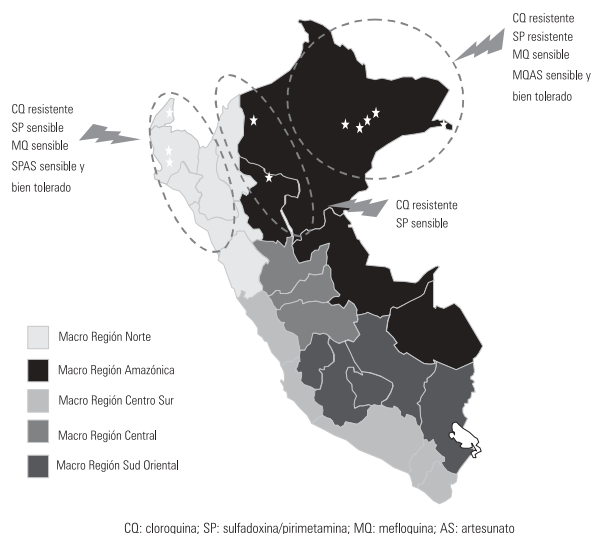 CQ resistente
SP resistente
MQ sensible
MQAS sensible y
bien tolerado
CQ resistente
SP sensible
MQ sensible
SPAS sensible y
bien tolerado
CQ resistente
SP sensible
Macro Región Norte
Macro Región Amazónica
Macro Región Centro Sur
Macro Región Central
Macro Región Sud Oriental
CQ: cloroquina; SP: sulfadoxina/pirimetamina; MQ: mefloquina; AS: artesunato